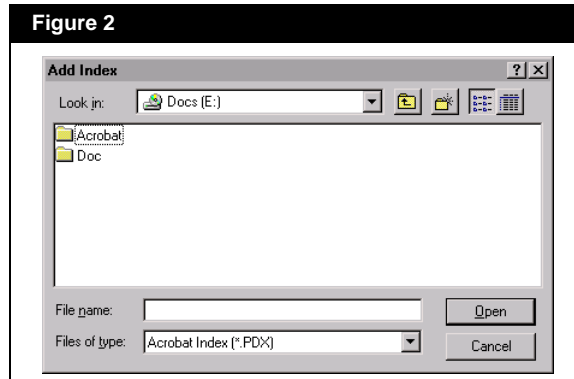 Figure 2
Add Index
Look in: Docs (E:)
Acrobat
Doc
File name: Open
Files of type: Acrobat Index (*.PDX) Cancel